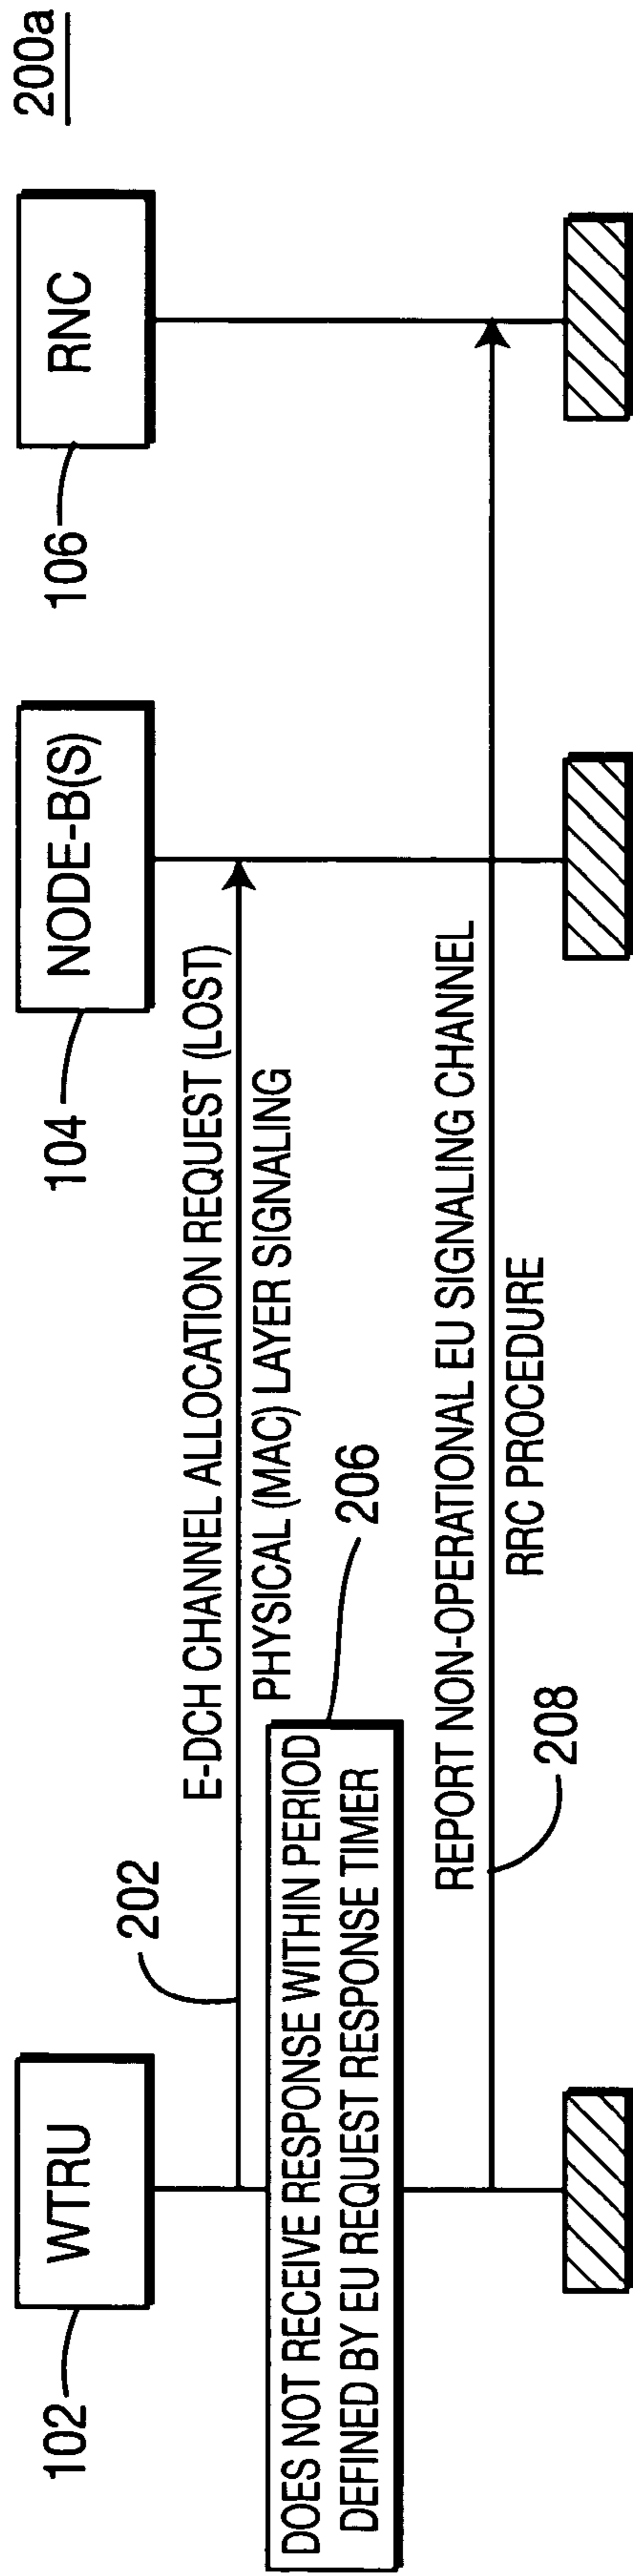 200a
WTRU
NODE-B(S)
RNC
102
104
106
202
E-DCH CHANNEL ALLOCATION REQUEST (LOST)
PHYSICAL (MAC) LAYER SIGNALING
DOES NOT RECEIVE RESPONSE WITHIN PERIOD
DEFINED BY EU REQUEST RESPONSE TIMER
206
REPORT NON-OPERATIONAL EU SIGNALING CHANNEL
RRC PROCEDURE
208